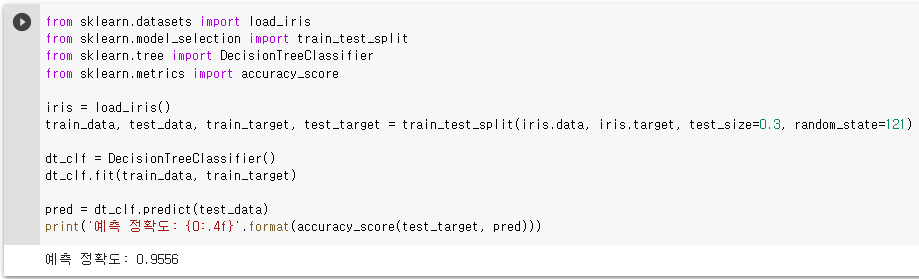 from sklearn.datasets import load_iris
from sklearn.model_selection import train_test_split
from sklearn.tree import DecisionTreeClassifier
from sklearn.metrics import accuracy_score
iris = load_iris()
train_data, test_data, train_target, test_target = train_test_split(iris.data, iris.target, test_size=0.3, random_state=121)
dt_clf = DecisionTreeClassifier()
dt_clf.fit(train_data, train_target)
pred = dt_clf.predict(test_data)
print('예측 정확도: {0:.4f}'.format(accuracy_score(test_target, pred)))
예측 정확도: 0.9556